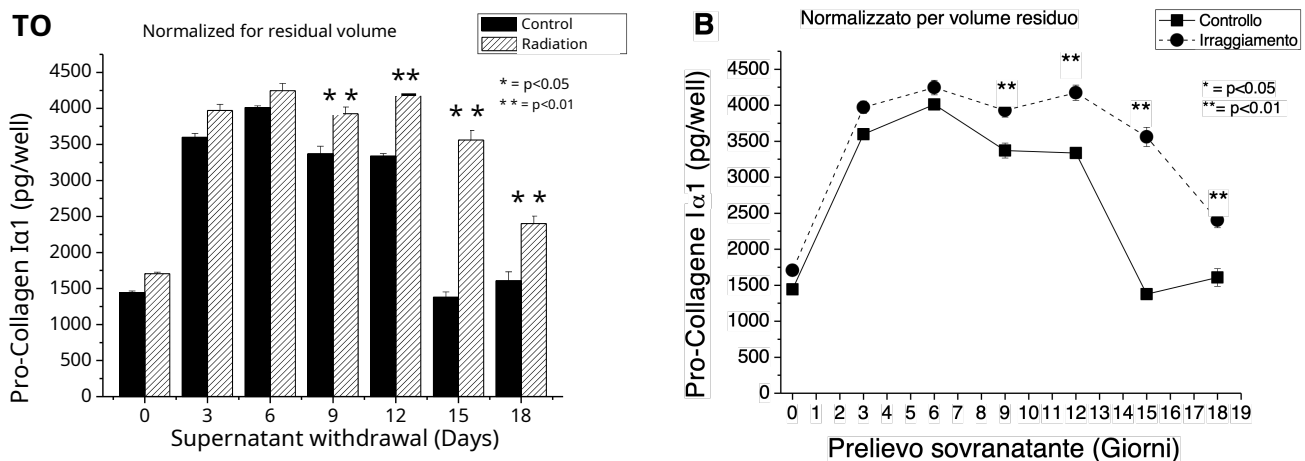 TO
Normalized for residual volume
Control
Radiation
* = p<0.05
* * = p<0.01
Pro-Collagen Iα1 (pg/well)
4500
4000
3500
3000
2500
2000
1500
1000
500
0
* *
**
* *
* *
0 3 6 9 12 15 18
Supernatant withdrawal (Days)
B
Normalizzato per volume residuo
Controllo
Irraggiamento
* = p<0.05
**= p<0.01
Pro-Collagene Iα1 (pg/well)
4500
4000
3500
3000
2500
2000
1500
1000
500
0
**
**
**
**
0 1 2 3 4 5 6 7 8 9 10 11 12 13 14 15 16 17 18 19
Prelievo sovranatante (Giorni)